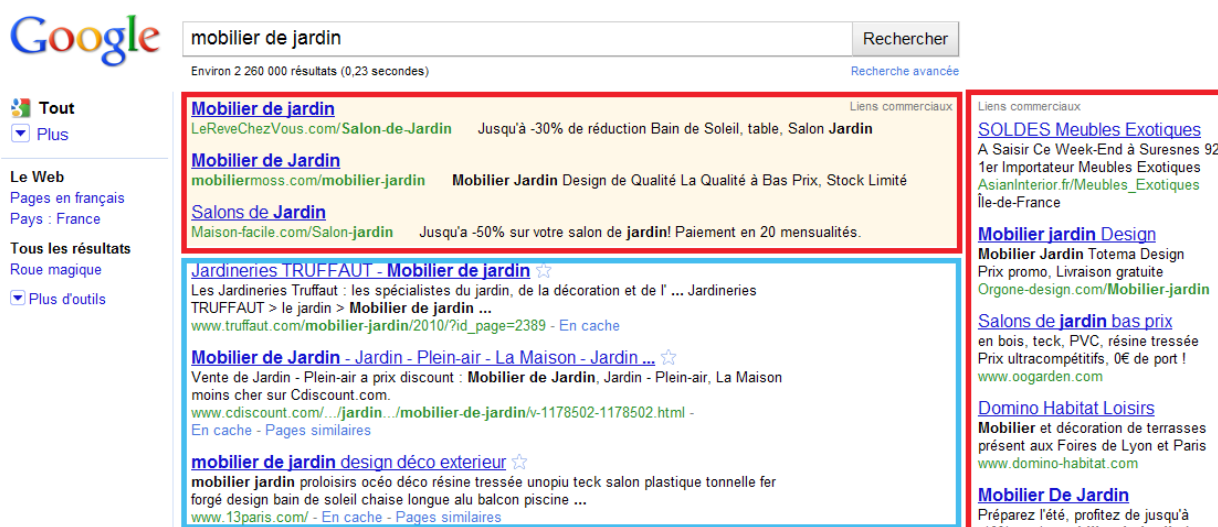 Google
mobilier de jardin
Rechercher
Environ 2 260 000 résultats (0,23 secondes)
Recherche avancée
Tout
Plus
Le Web
Pages en français
Pays : France
Tous les résultats
Roue magique
Plus d'outils
Mobilier de jardin
Liens commerciaux
LeReveChezVous.com/Salon-de-Jardin Jusqu'à -30% de réduction Bain de Soleil, table, Salon Jardin
Mobilier de Jardin
mobiliermoss.com/mobilier-jardin Mobilier Jardin Design de Qualité La Qualité à Bas Prix, Stock Limité
Salons de Jardin
Maison-facile.com/Salon-jardin Jusqu'a -50% sur votre salon de jardin! Paiement en 20 mensualités.
Jardineries TRUFFAUT - Mobilier de jardin
Les Jardineries Truffaut : les spécialistes du jardin, de la décoration et de l' ... Jardineries
TRUFFAUT > le jardin > Mobilier de jardin ...
www.truffaut.com/mobilier-jardin/2010/?id_page=2389 - En cache
Mobilier de Jardin - Jardin - Plein-air - La Maison - Jardin ...
Vente de Jardin - Plein-air a prix discount : Mobilier de Jardin, Jardin - Plein-air, La Maison
moins cher sur Cdiscount.com.
www.cdiscount.com/.../jardin.../mobilier-de-jardin/v-1178502-1178502.html -
En cache - Pages similaires
mobilier de jardin design déco exterieur
mobilier jardin proloisirs océo déco résine tressée unopiu teck salon plastique tonnelle fer
forgé design bain de soleil chaise longue alu balcon piscine ...
www.13paris.com/ - En cache - Pages similaires
Liens commerciaux
SOLDES Meubles Exotiques
A Saisir Ce Week-End à Suresnes 92
1er Importateur Meubles Exotiques
AsianInterior.fr/Meubles_Exotiques
Île-de-France
Mobilier jardin Design
Mobilier Jardin Totema Design
Prix promo, Livraison gratuite
Orgone-design.com/Mobilier-jardin
Salons de jardin bas prix
en bois, teck, PVC, résine tressée
Prix ultracompétitifs, 0€ de port !
www.oogarden.com
Domino Habitat Loisirs
Mobilier et décoration de terrasses
présent aux Foires de Lyon et Paris
www.domino-habitat.com
Mobilier De Jardin
Préparez l'été, profitez de jusqu'à